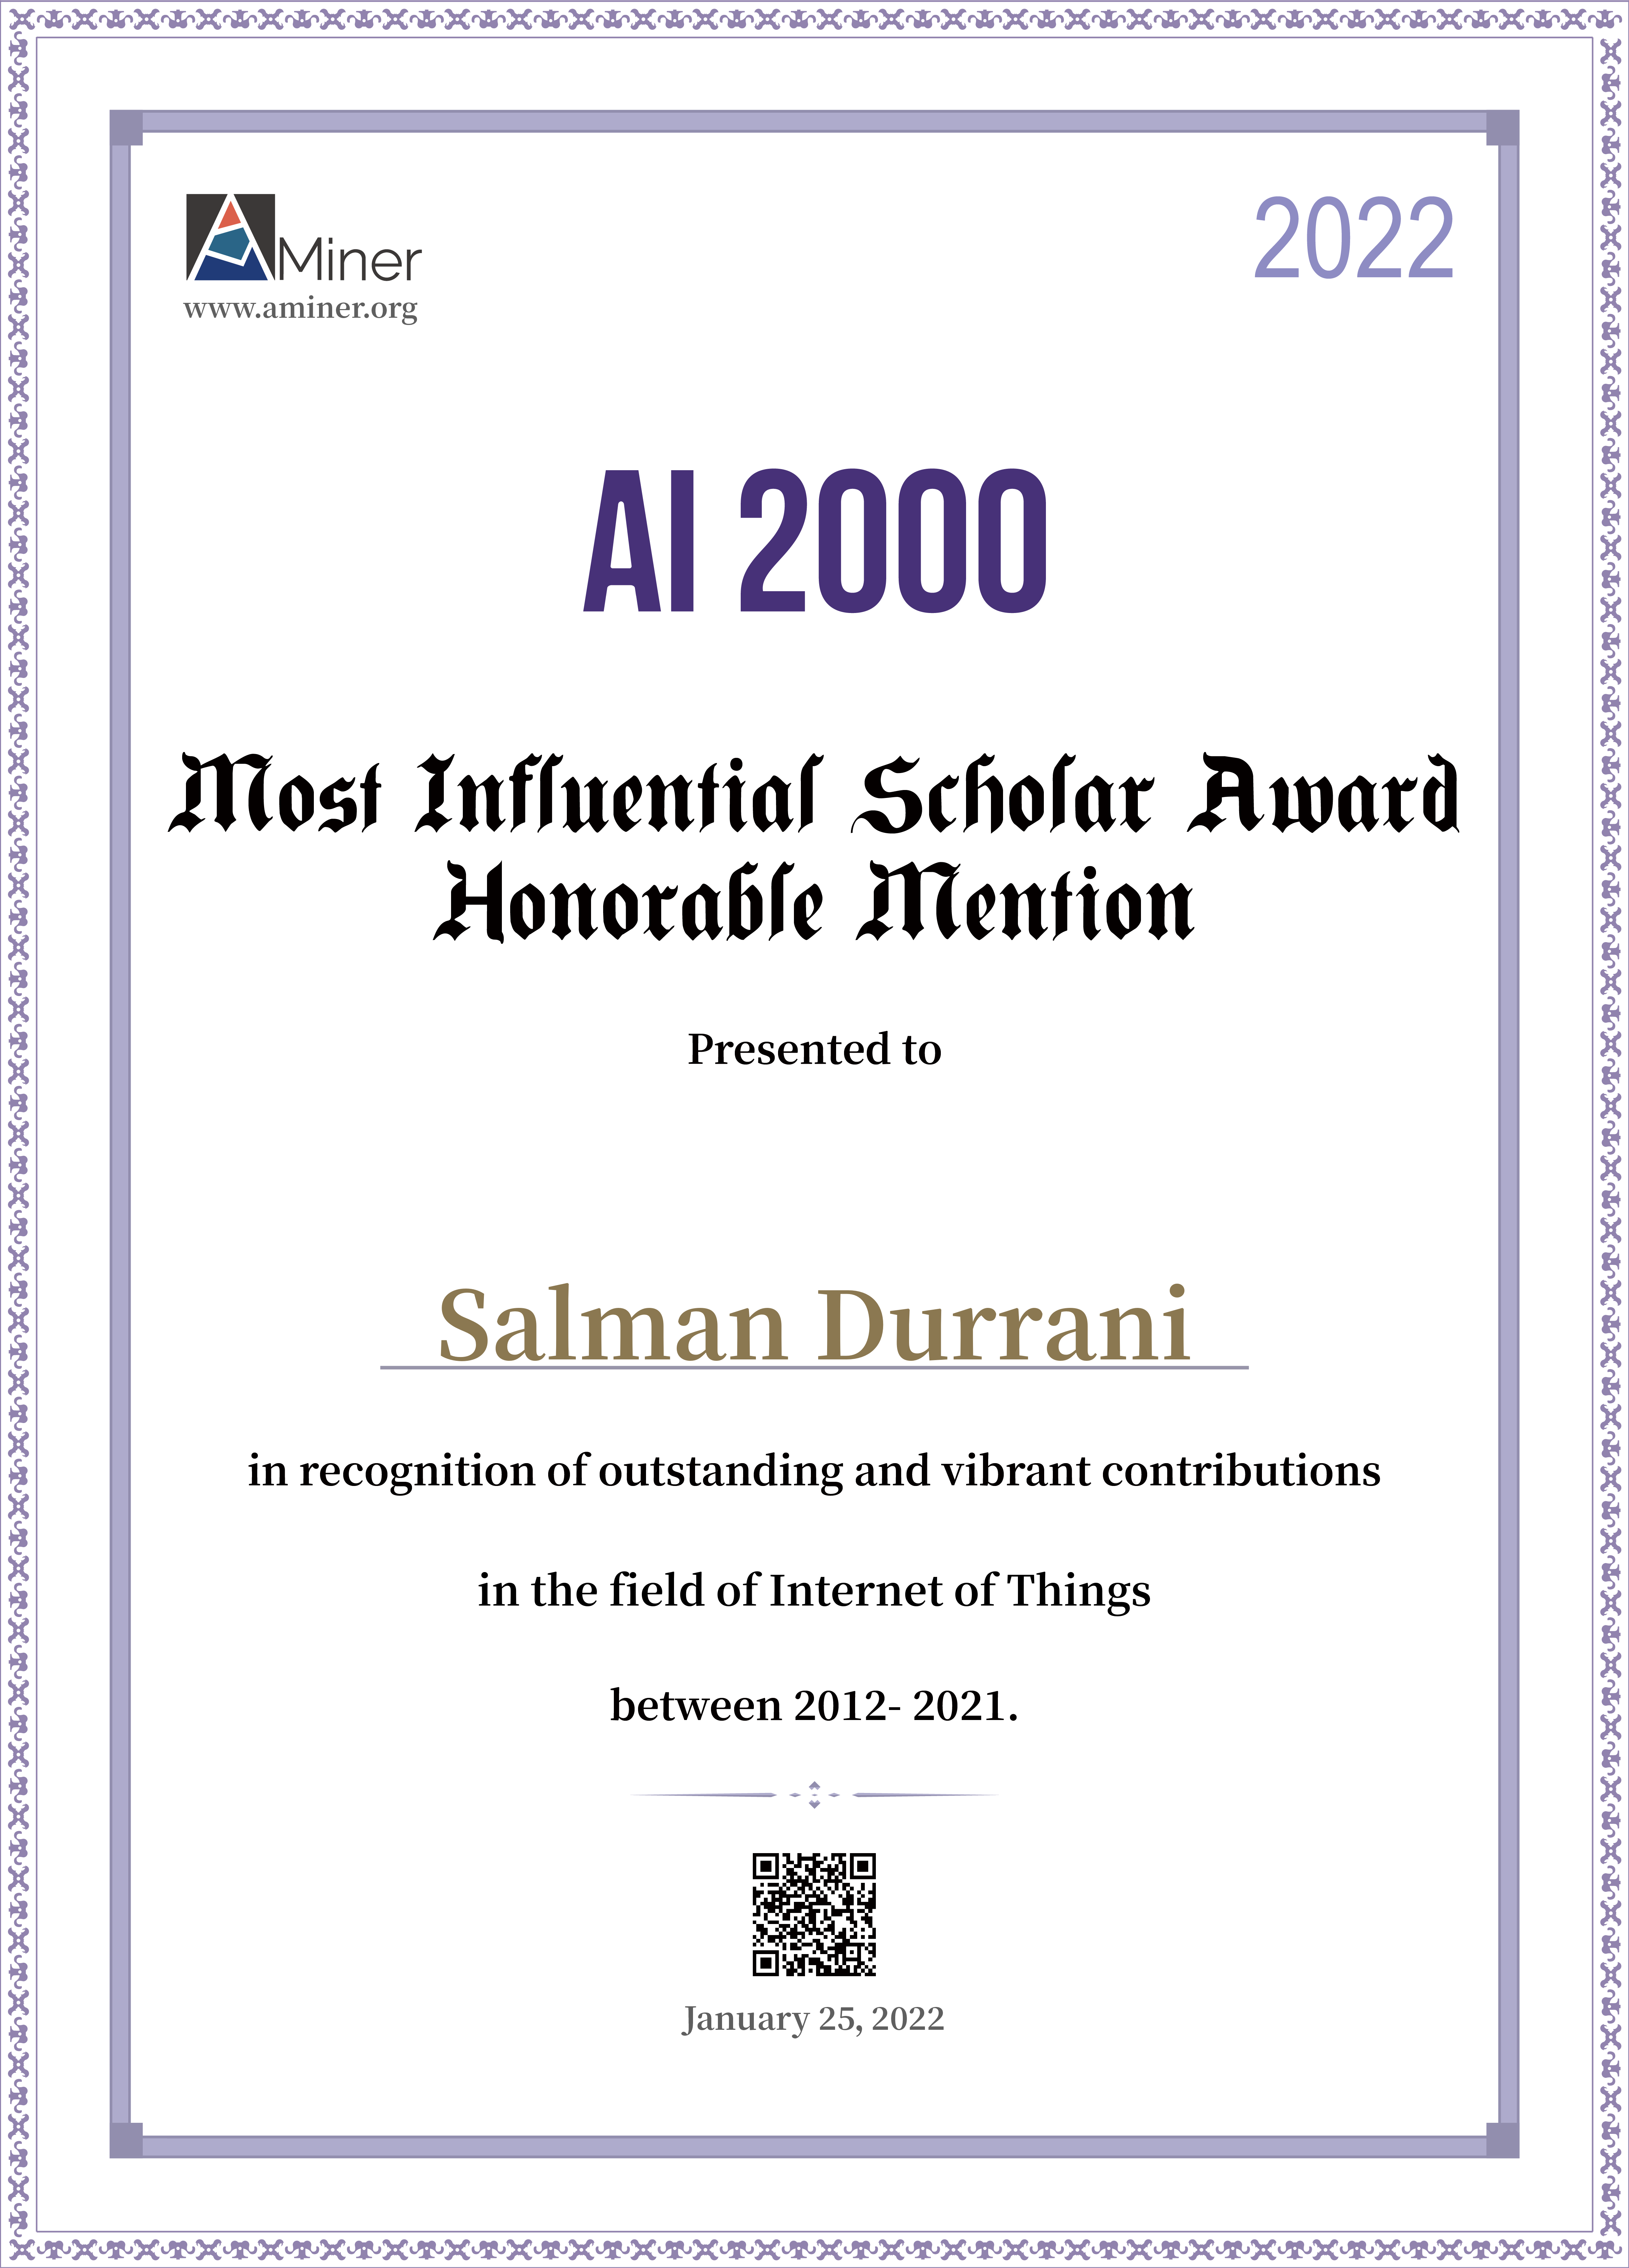 AMiner
www.aminer.org
2022
AI 2000
Most Influential Scholar Award
Honorable Mention
Presented to
Salman Durrani
in recognition of outstanding and vibrant contributions
in the field of Internet of Things
between 2012- 2021.
January 25, 2022